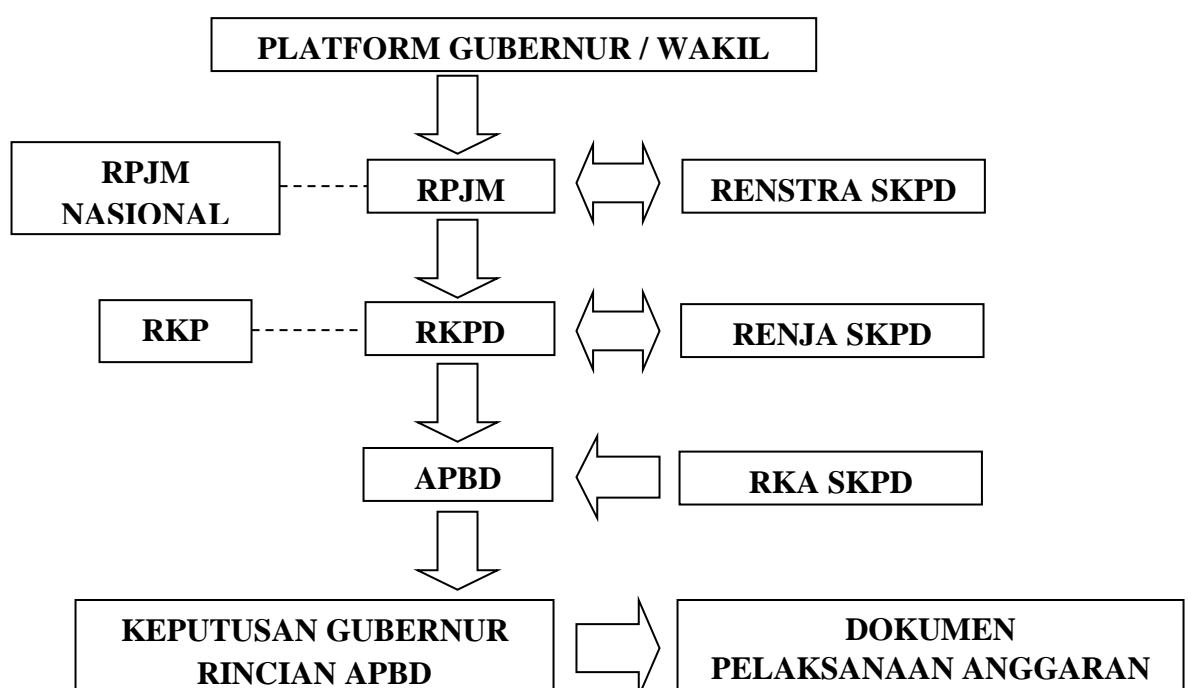 PLATFORM GUBERNUR / WAKIL
RPJM
NASIONAL
RPJM
RENSTRA SKPD
RKP
RKPD
RENJA SKPD
APBD
RKA SKPD
KEPUTUSAN GUBERNUR
RINCIAN APBD
DOKUMEN
PELAKSANAAN ANGGARAN